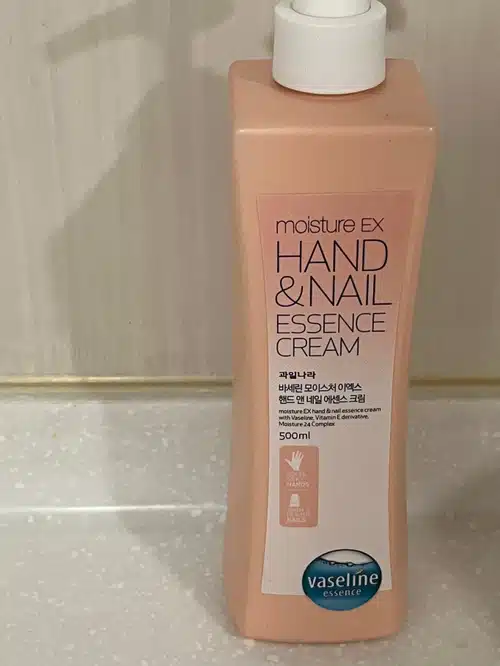 moisture EX
HAND
& NAIL
ESSENCE
CREAM
과일나라
바세린 모이스처 이엑스
핸드 앤 네일 에센스 크림
moisture EX hand & nail essence cream
with Vaseline, Vitamin E derivative,
Moisture 24 Complex
500ml
HANDS
NAILS
vaseline
essence